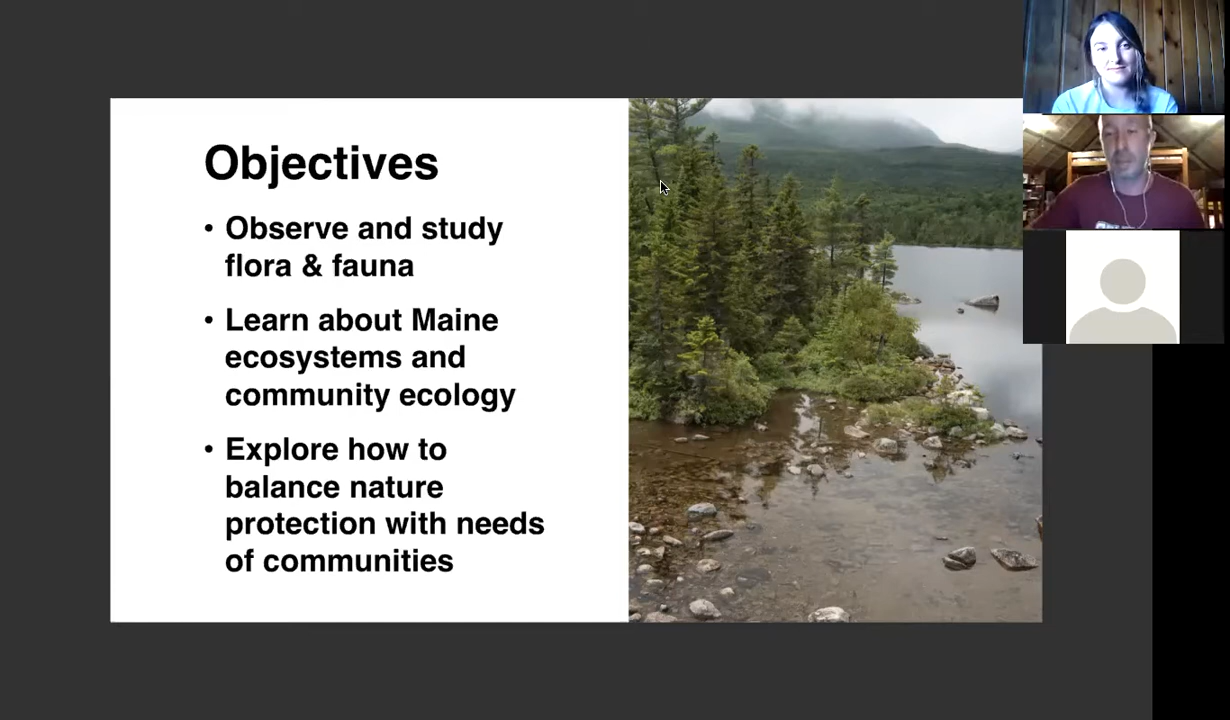 Objectives
• Observe and study
flora & fauna
• Learn about Maine
ecosystems and
community ecology
• Explore how to
balance nature
protection with needs
of communities